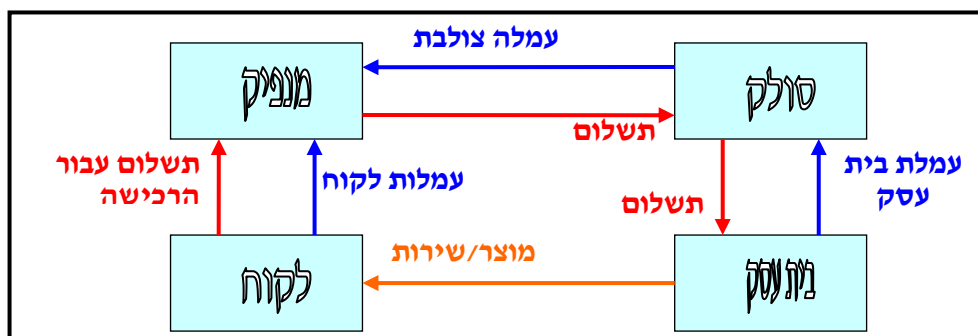 עמלה צולבת
סולק
מנפיק
תשלום
עמלת בית
עסק
עמלות לקוח
תשלום עבור
הרכישה
תשלום
מוצר/שירות
בית עסק
לקוח